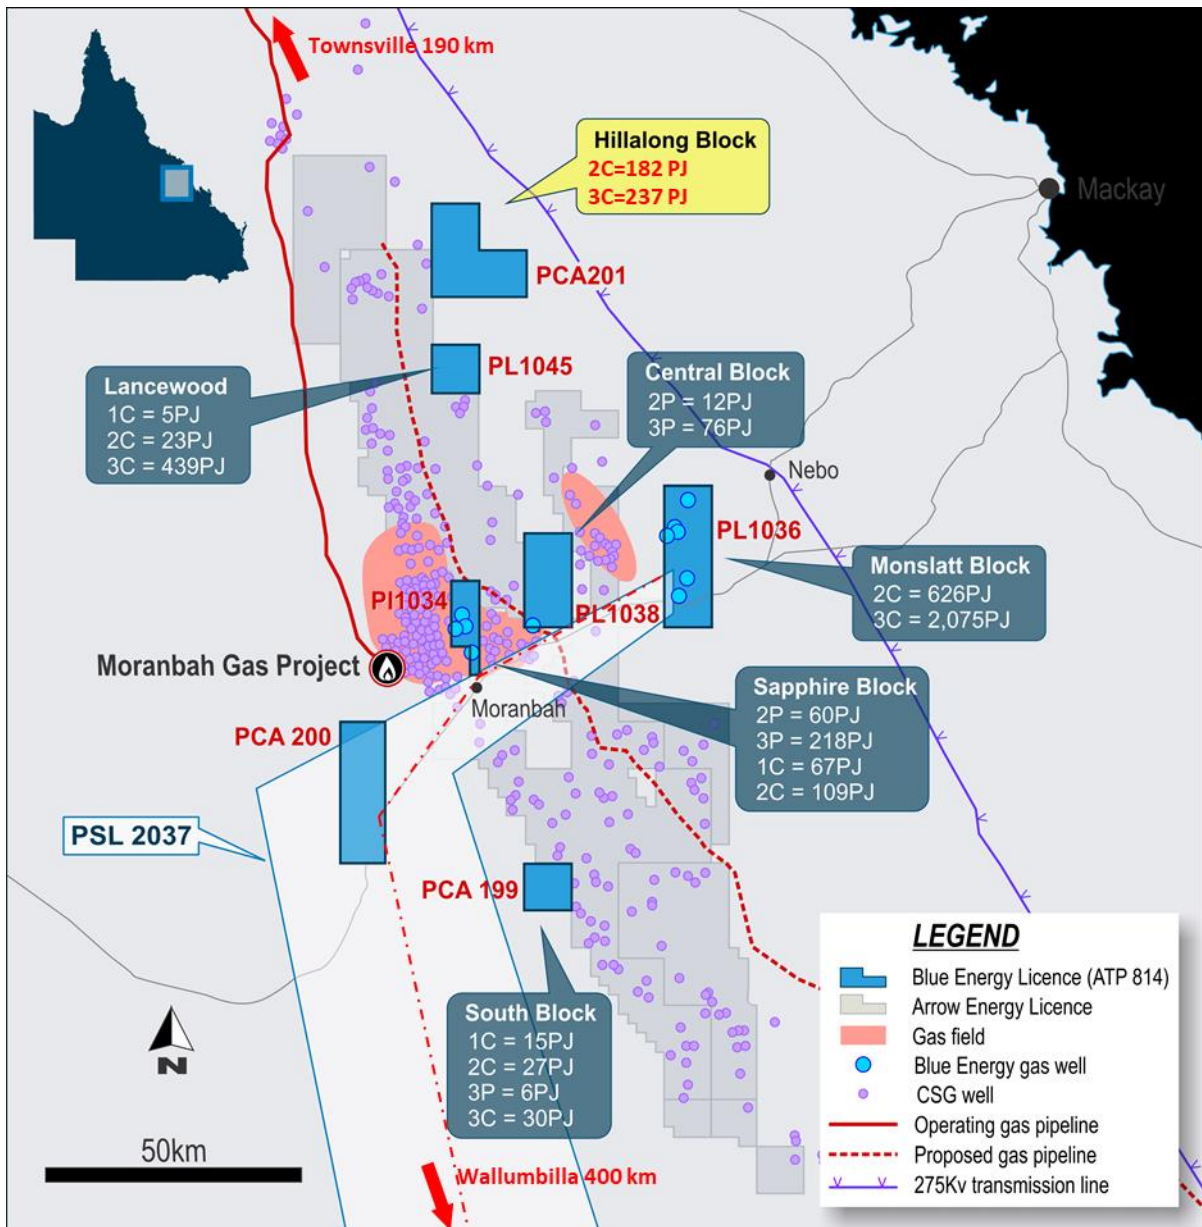 Townsville 190 km
Hillalong Block
2C=182 PJ
3C=237 PJ
Mackay
PCA201
Lancewood
1C = 5PJ
2C = 23PJ
3C = 439PJ
PL1045
Central Block
2P = 12PJ
3P = 76PJ
Nebo
PL1036
Monslatt Block
2C = 626PJ
3C = 2,075PJ
Pl1034
PL1038
Moranbah Gas Project
Moranbah
Sapphire Block
2P = 60PJ
3P = 218PJ
1C = 67PJ
2C = 109PJ
PCA 200
PSL 2037
PCA 199
South Block
1C = 15PJ
2C = 27PJ
3P = 6PJ
3C = 30PJ
N
50km
Wallumbilla 400 km
LEGEND
Blue Energy Licence (ATP 814)
Arrow Energy Licence
Gas field
Blue Energy gas well
CSG well
Operating gas pipeline
Proposed gas pipeline
275Kv transmission line